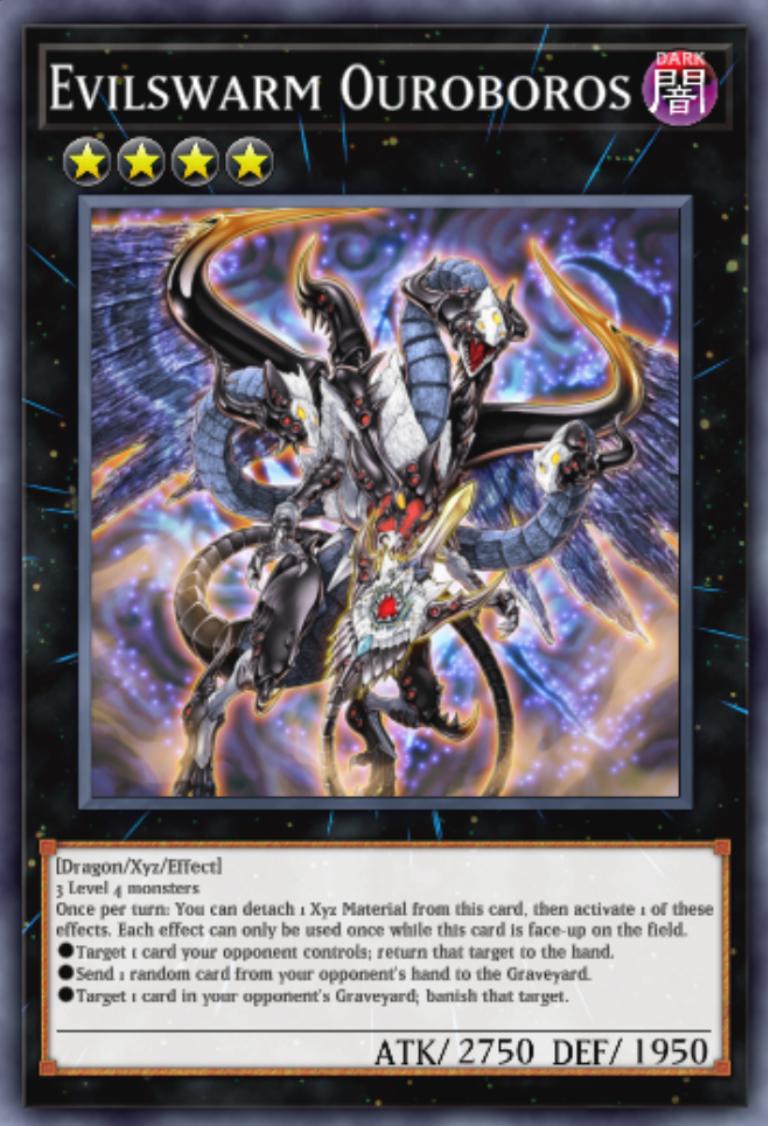 Evilswarm Ouroboros
DARK
闇
[Dragon/Xyz/Effect]
3 Level 4 monsters
Once per turn: You can detach 1 Xyz Material from this card, then activate 1 of these
effects. Each effect can only be used once while this card is face-up on the field.
●Target 1 card your opponent controls; return that target to the hand.
●Send 1 random card from your opponent's hand to the Graveyard.
●Target 1 card in your opponent's Graveyard; banish that target.
ATK/ 2750 DEF/ 1950